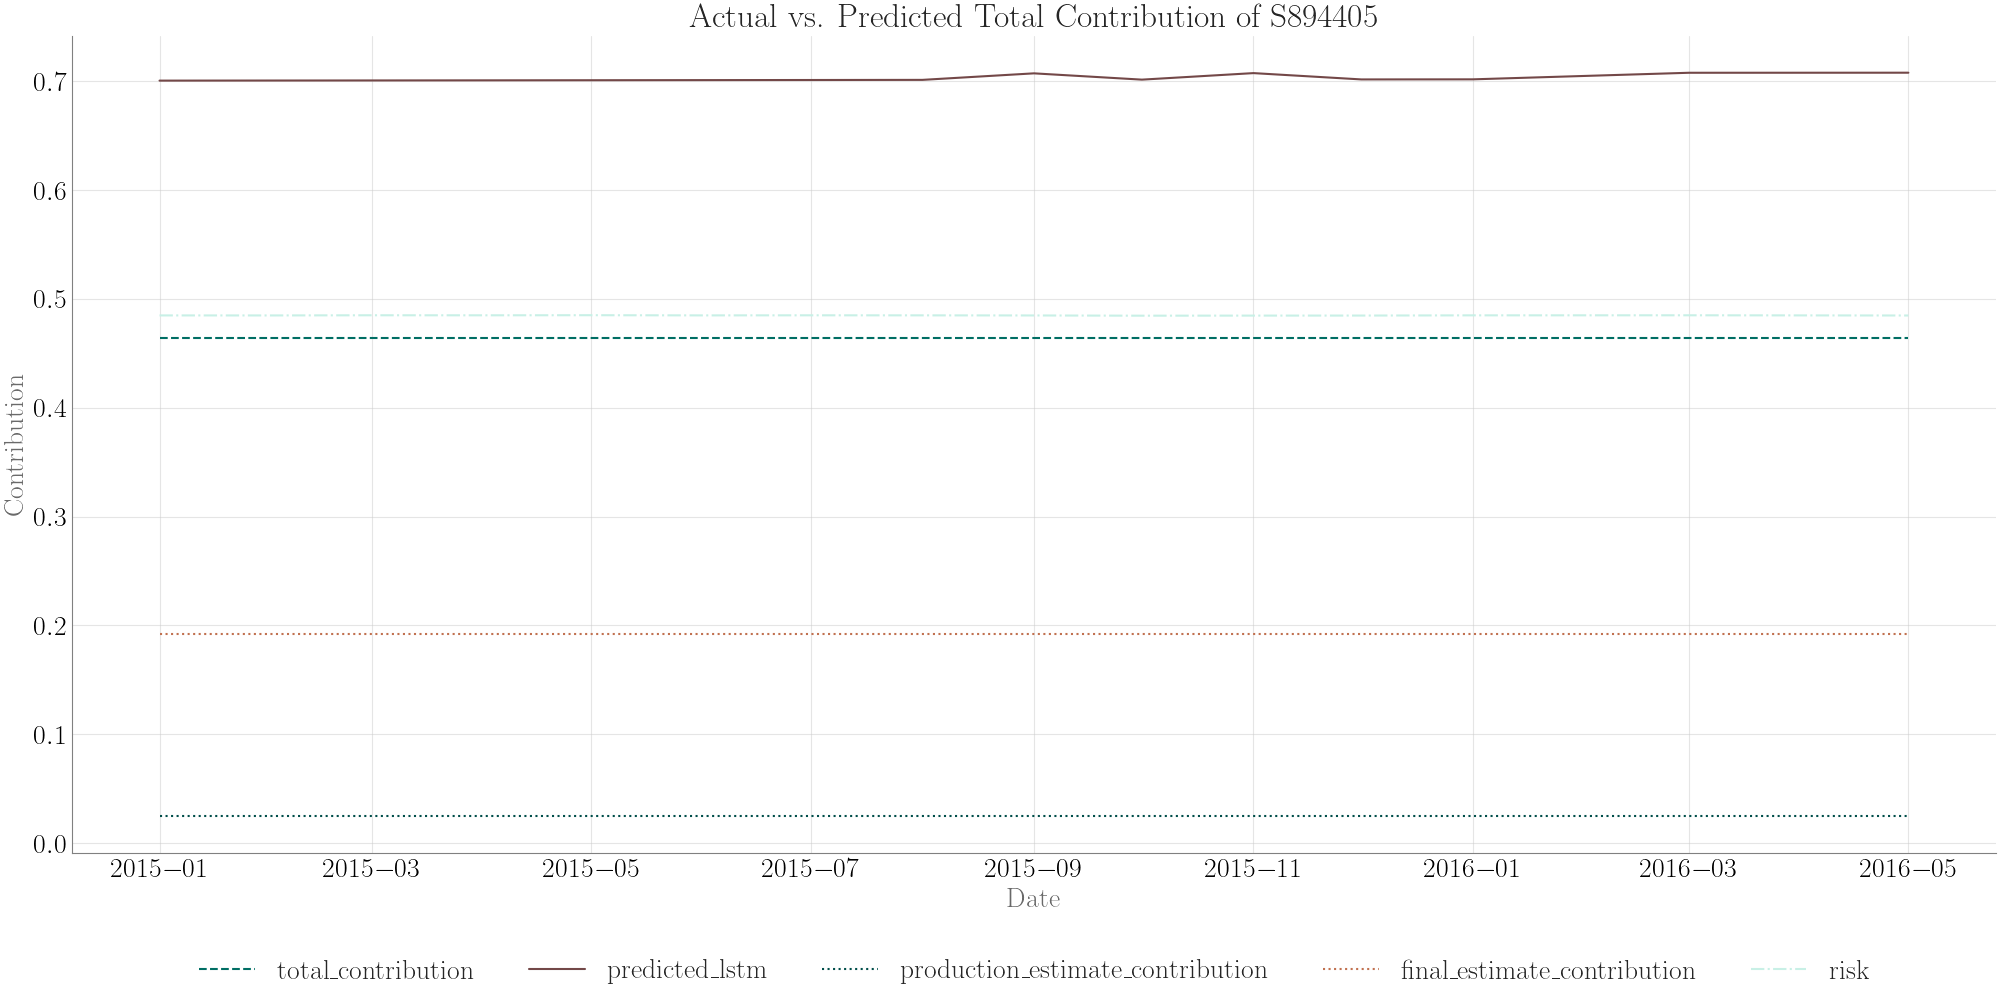 Actual vs. Predicted Total Contribution of S894405
Contribution
0.7
0.6
0.5
0.4
0.3
0.2
0.1
0.0
2015−01 2015−03 2015−05 2015−07 2015−09 2015−11 2016−01 2016−03 2016−05
Date
total_contribution predicted_lstm production_estimate_contribution final_estimate_contribution risk